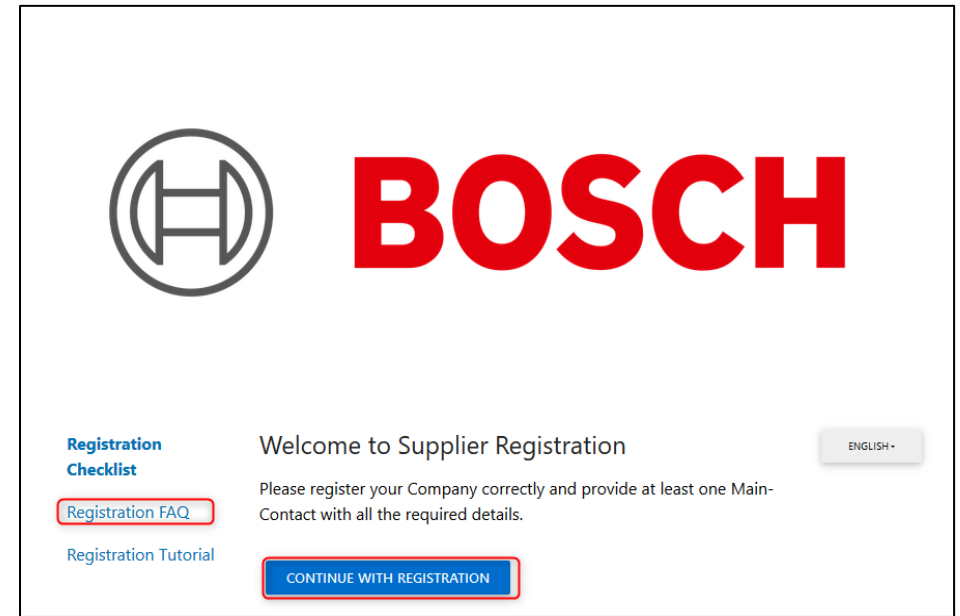 BOSCH
Registration
Checklist
Registration FAQ
Registration Tutorial
Welcome to Supplier Registration
Please register your Company correctly and provide at least one Main-
Contact with all the required details.
CONTINUE WITH REGISTRATION
ENGLISH